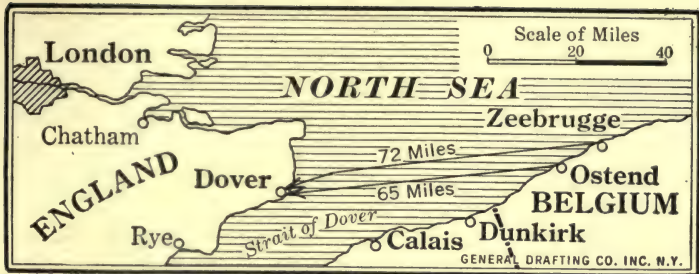 London
Scale of Miles
0 20 40
NORTH SEA
Zeebrugge
Chatham
72 Miles
ENGLAND
Dover
65 Miles
Ostend
BELGIUM
Strait of Dover
Rye
Calais
Dunkirk
GENERAL DRAFTING CO. INC. N.Y.